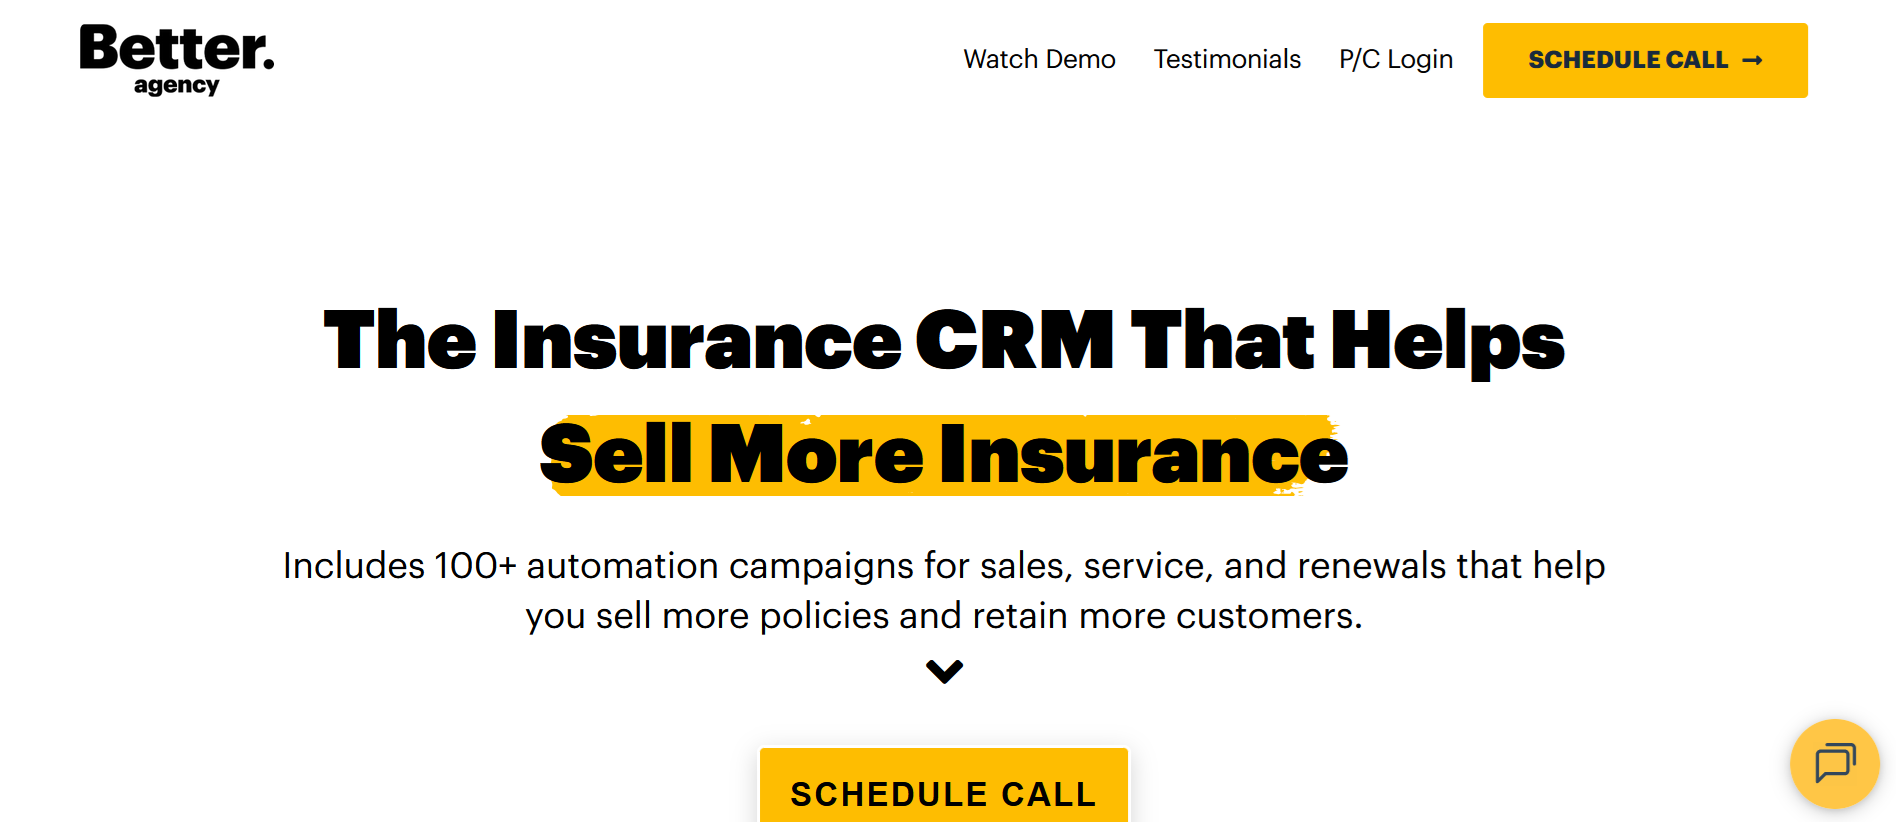 Better.
agency
Watch Demo
Testimonials
P/C Login
SCHEDULE CALL →
The Insurance CRM That Helps
Sell More Insurance
Includes 100+ automation campaigns for sales, service, and renewals that help
you sell more policies and retain more customers.
SCHEDULE CALL